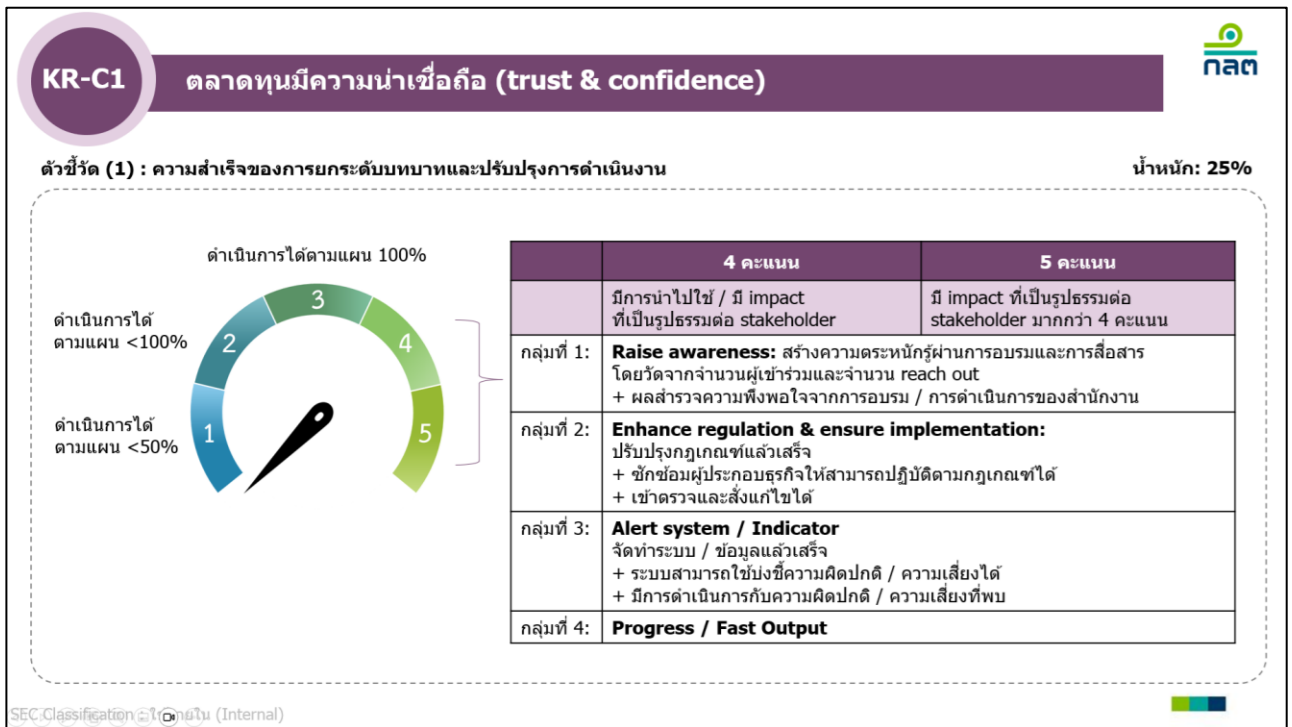 KR-C1
ตลาดทุนมีความน่าเชื่อถือ (trust & confidence)
กลต
ตัวชี้วัด (1) : ความสำเร็จของการยกระดับบทบาทและปรับปรุงการดำเนินงาน
น้ำหนัก: 25%
ดำเนินการได้ตามแผน 100%
ดำเนินการได้
ตามแผน <100%
ดำเนินการได้
ตามแผน <50%
1
2
3
4
5
4 คะแนน
5 คะแนน
มีการนำไปใช้ / มี impact
ที่เป็นรูปธรรมต่อ stakeholder
มี impact ที่เป็นรูปธรรมต่อ
stakeholder มากกว่า 4 คะแนน
กลุ่มที่ 1:
Raise awareness: สร้างความตระหนักรู้ผ่านการอบรมและการสื่อสาร
โดยวัดจากจำนวนผู้เข้าร่วมและจำนวน reach out
+ ผลสำรวจความพึงพอใจจากการอบรม / การดำเนินการของสำนักงาน
กลุ่มที่ 2:
Enhance regulation & ensure implementation:
ปรับปรุงกฎเกณฑ์แล้วเสร็จ
+ ซักซ้อมผู้ประกอบธุรกิจให้สามารถปฏิบัติตามกฎเกณฑ์ได้
+ เข้าตรวจและสั่งแก้ไขได้
กลุ่มที่ 3:
Alert system / Indicator
จัดทำระบบ / ข้อมูลแล้วเสร็จ
+ ระบบสามารถใช้บ่งชี้ความผิดปกติ / ความเสี่ยงได้
+ มีการดำเนินการกับความผิดปกติ / ความเสี่ยงที่พบ
กลุ่มที่ 4:
Progress / Fast Output
SEC Classification : ใช้ภายใน (Internal)